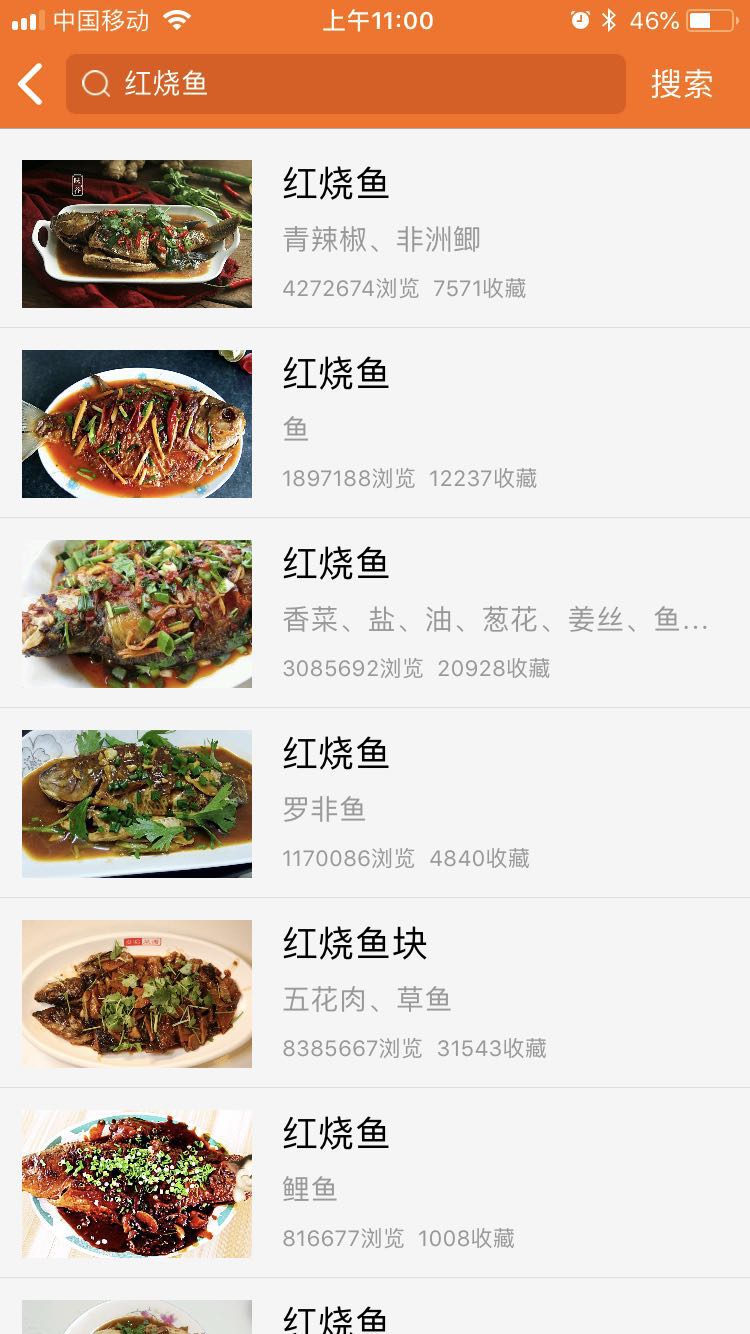 中国移动 上午11:00 46%
红烧鱼 搜索
红烧鱼
青辣椒、非洲鲫
4272674浏览 7571收藏
红烧鱼
鱼
1897188浏览 12237收藏
红烧鱼
香菜、盐、油、葱花、姜丝、鱼...
3085692浏览 20928收藏
红烧鱼
罗非鱼
1170086浏览 4840收藏
红烧鱼块
五花肉、草鱼
8385667浏览 31543收藏
红烧鱼
鲤鱼
816677浏览 1008收藏
红烧鱼